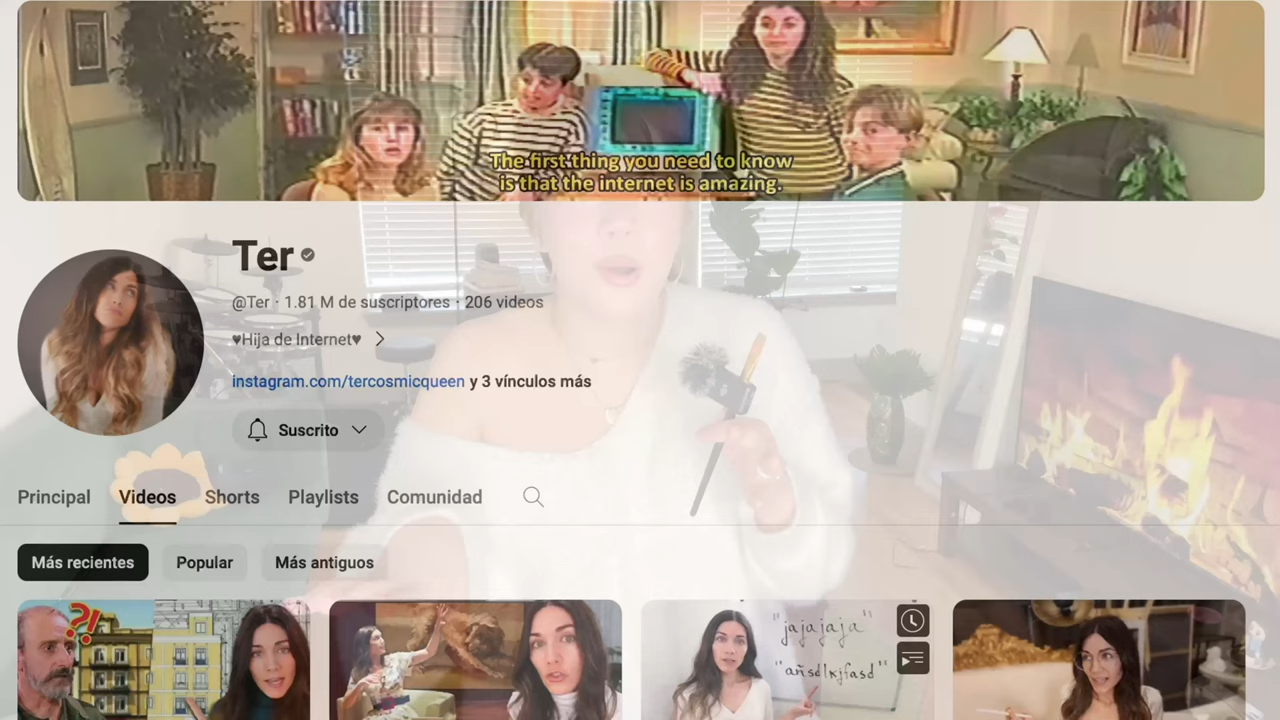 The first thing you need to know
is that the internet is amazing.
Ter
@Ter · 1.81 M de suscriptores · 206 videos
♥Hija de Internet♥
instagram.com/tercosmicqueen y 3 vínculos más
Suscrito
Principal Videos Shorts Playlists Comunidad
Más recientes Popular Más antiguos
?!
"jajajaja"
"añsdlkjfasd"